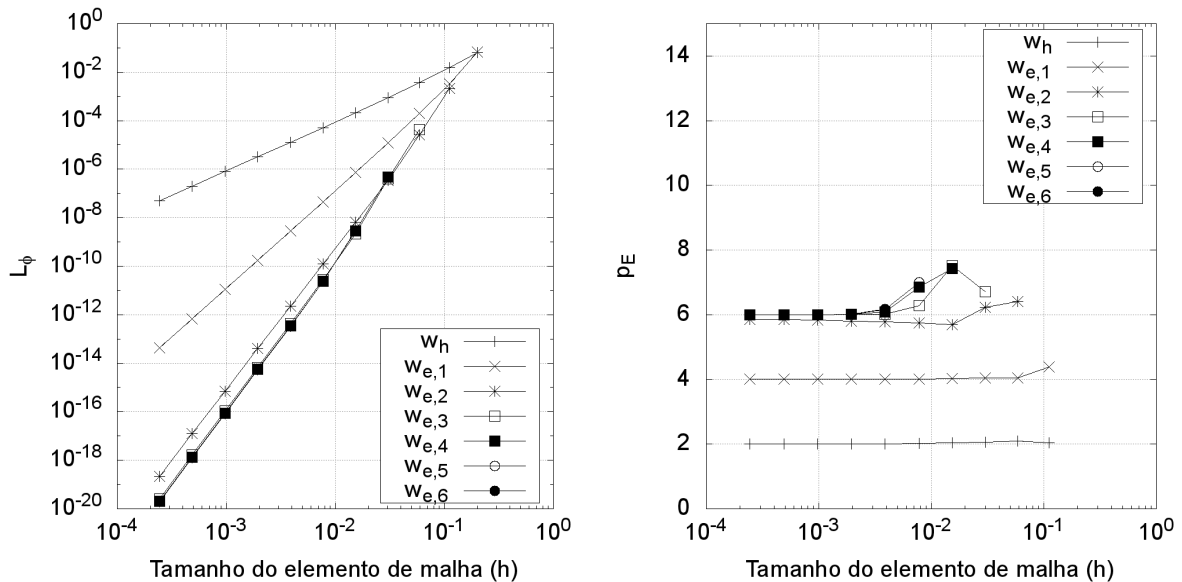 10^0
10^-2
10^-4
10^-6
10^-8
10^-10
10^-12
10^-14
10^-16
10^-18
10^-20
L_ϕ
w_h
w_e,1
w_e,2
w_e,3
w_e,4
w_e,5
w_e,6
10^-4
10^-3
10^-2
10^-1
10^0
Tamanho do elemento de malha (h)
14
12
10
8
6
4
2
0
p_E
w_h
w_e,1
w_e,2
w_e,3
w_e,4
w_e,5
w_e,6
10^-4
10^-3
10^-2
10^-1
10^0
Tamanho do elemento de malha (h)